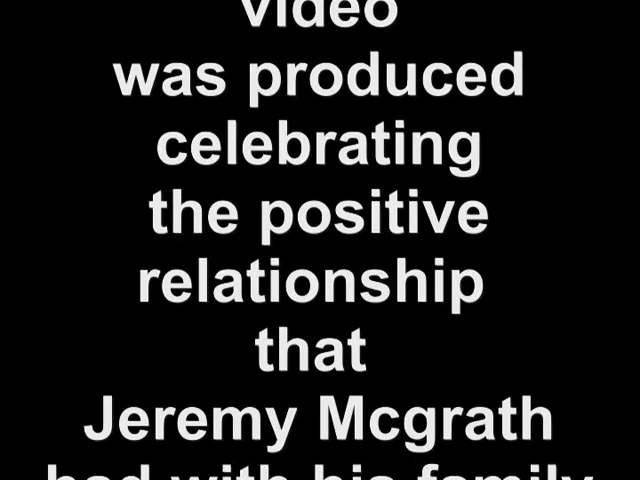 video
was produced
celebrating
the positive
relationship
that
Jeremy Mcgrath
had with his family